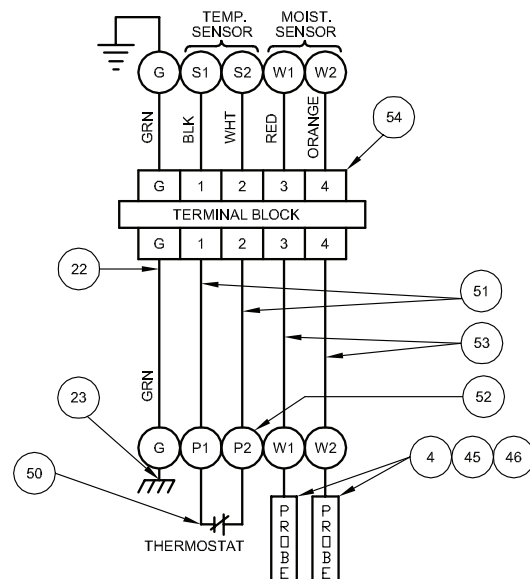 TEMP. SENSOR
MOIST. SENSOR
G S1 S2 W1 W2
GRN BLK WHT RED ORANGE
54
G 1 2 3 4
TERMINAL BLOCK
G 1 2 3 4
22
51
53
GRN
23
52
G P1 P2 W1 W2
50
4 45 46
THERMOSTAT
PROBE
PROBE